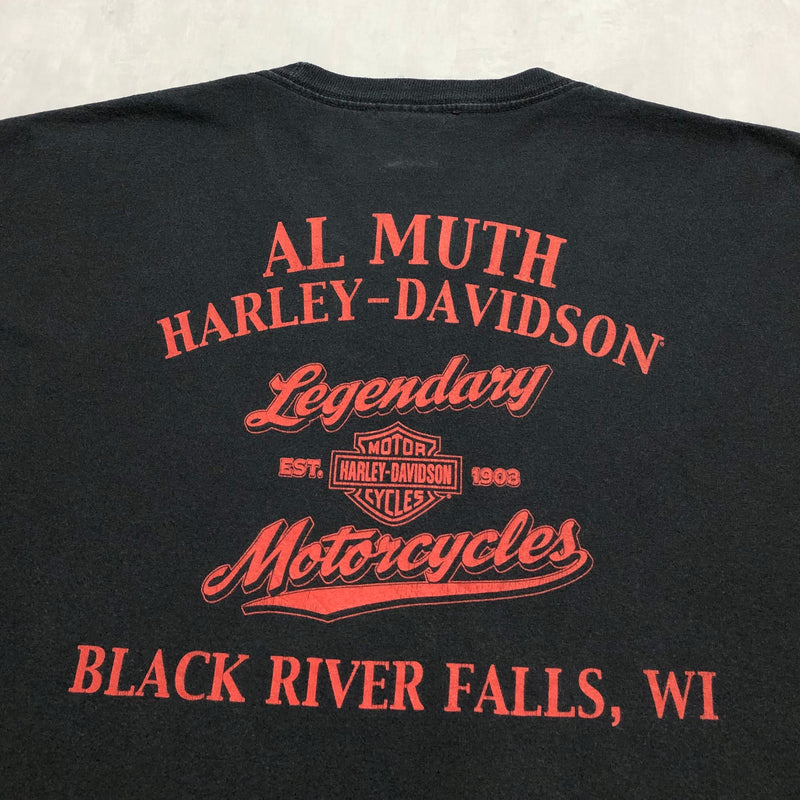 AL MUTH
HARLEY-DAVIDSON®
Legendary
MOTOR
EST. HARLEY-DAVIDSON 1903
CYCLES®
Motorcycles
BLACK RIVER FALLS, WI